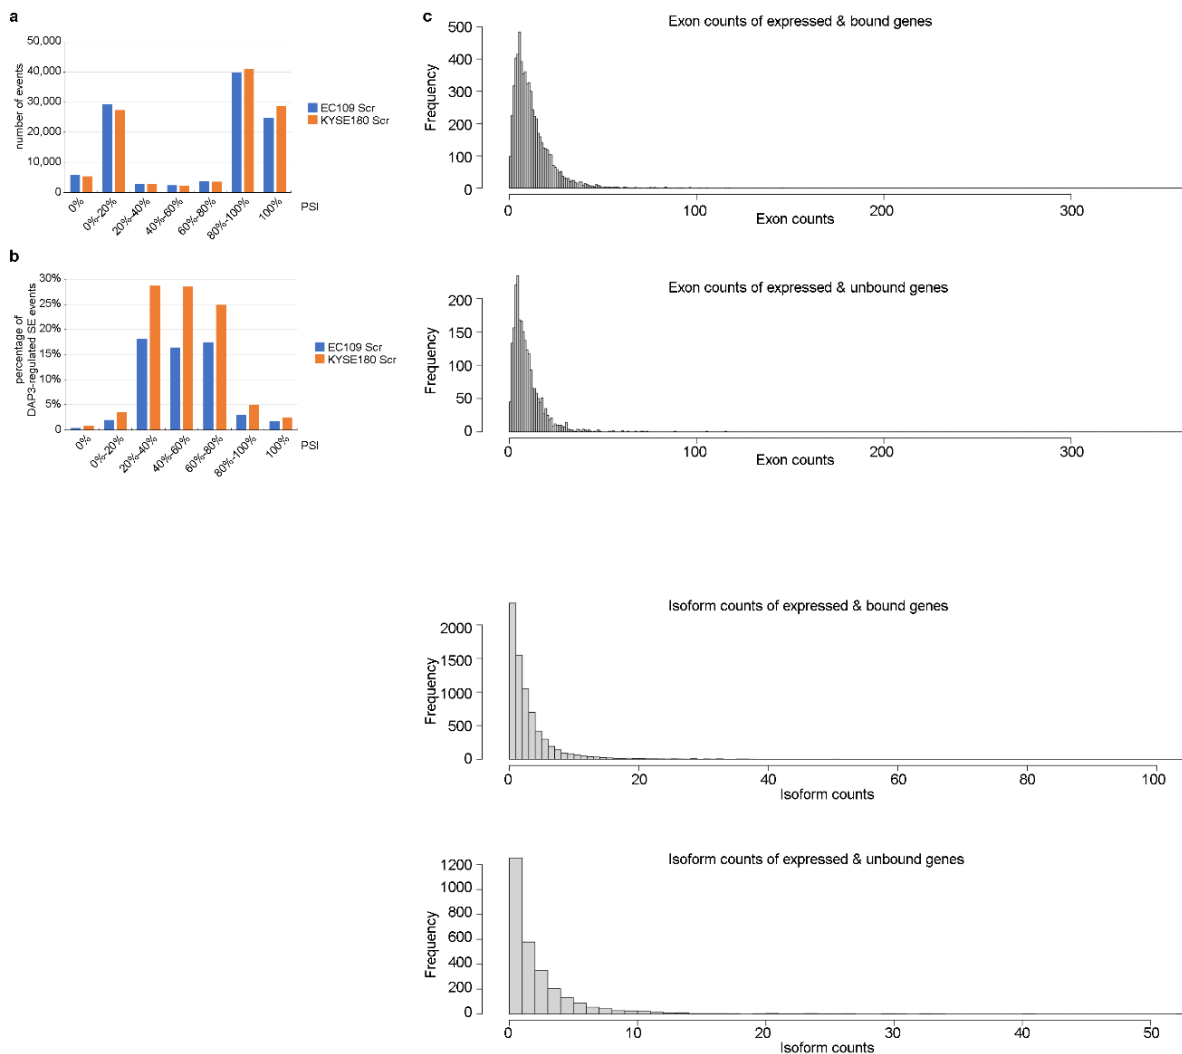 a
50,000
40,000
30,000
20,000
10,000
0
number of events
0%
0%-20%
20%-40%
40%-60%
60%-80%
80%-100%
100%
PSI
EC109 Scr
KYSE180 Scr
b
30%
25%
20%
15%
10%
5%
0
percentage of
DAP3-regulated SE events
0%
0%-20%
20%-40%
40%-60%
60%-80%
80%-100%
100%
PSI
EC109 Scr
KYSE180 Scr
c
Exon counts of expressed & bound genes
500
400
300
200
100
0
Frequency
0
100
200
300
Exon counts
Exon counts of expressed & unbound genes
200
150
100
50
0
Frequency
0
100
200
300
Exon counts
Isoform counts of expressed & bound genes
2000
1500
1000
500
0
Frequency
0
20
40
60
80
100
Isoform counts
Isoform counts of expressed & unbound genes
1200
1000
800
600
400
200
0
Frequency
0
10
20
30
40
50
Isoform counts